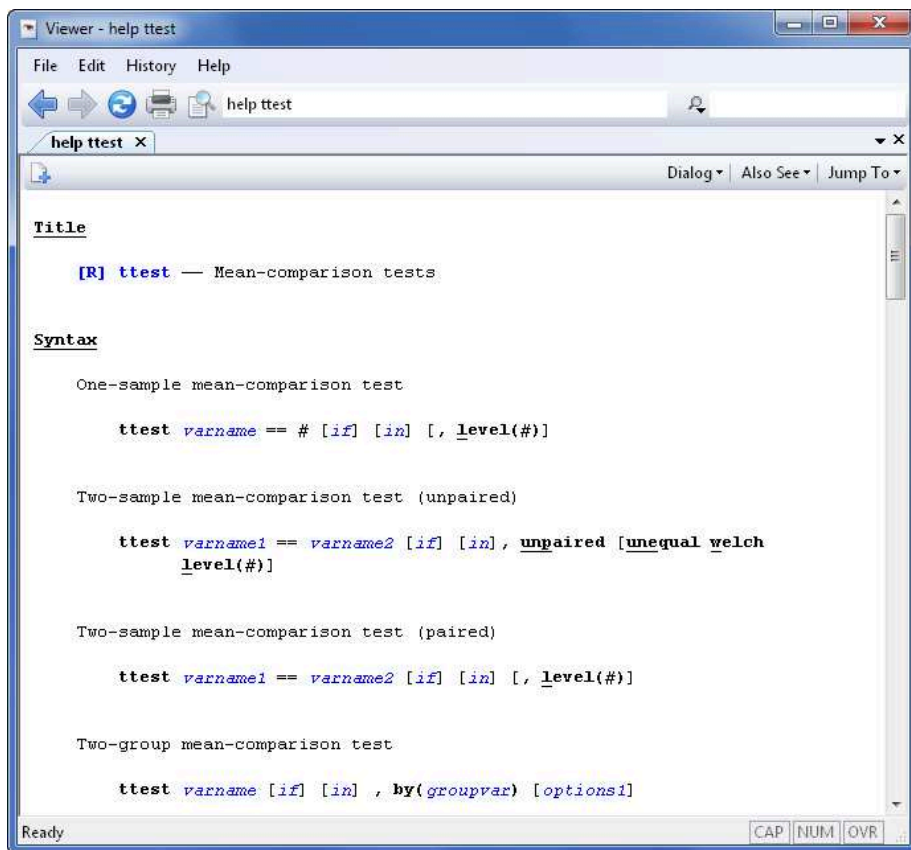 Viewer - help ttest
File Edit History Help
help ttest
help ttest X
Dialog Also See Jump To
Title
[R] ttest — Mean-comparison tests
Syntax
One-sample mean-comparison test
ttest varname == # [if] [in] [, level(#)]
Two-sample mean-comparison test (unpaired)
ttest varname1 == varname2 [if] [in], unpaired [unequal welch
level(#)]
Two-sample mean-comparison test (paired)
ttest varname1 == varname2 [if] [in] [, level(#)]
Two-group mean-comparison test
ttest varname [if] [in] , by(groupvar) [options1]
Ready CAP NUM OVR